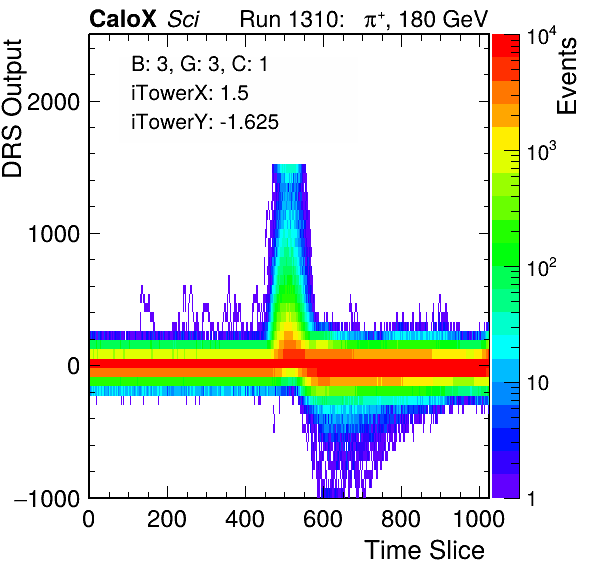 CaloX Sci Run 1310: π⁺, 180 GeV
DRS Output
Events
B: 3, G: 3, C: 1
iTowerX: 1.5
iTowerY: -1.625
2000
1000
0
−1000
0 200 400 600 800 1000
Time Slice
10⁴
10³
10²
10
1